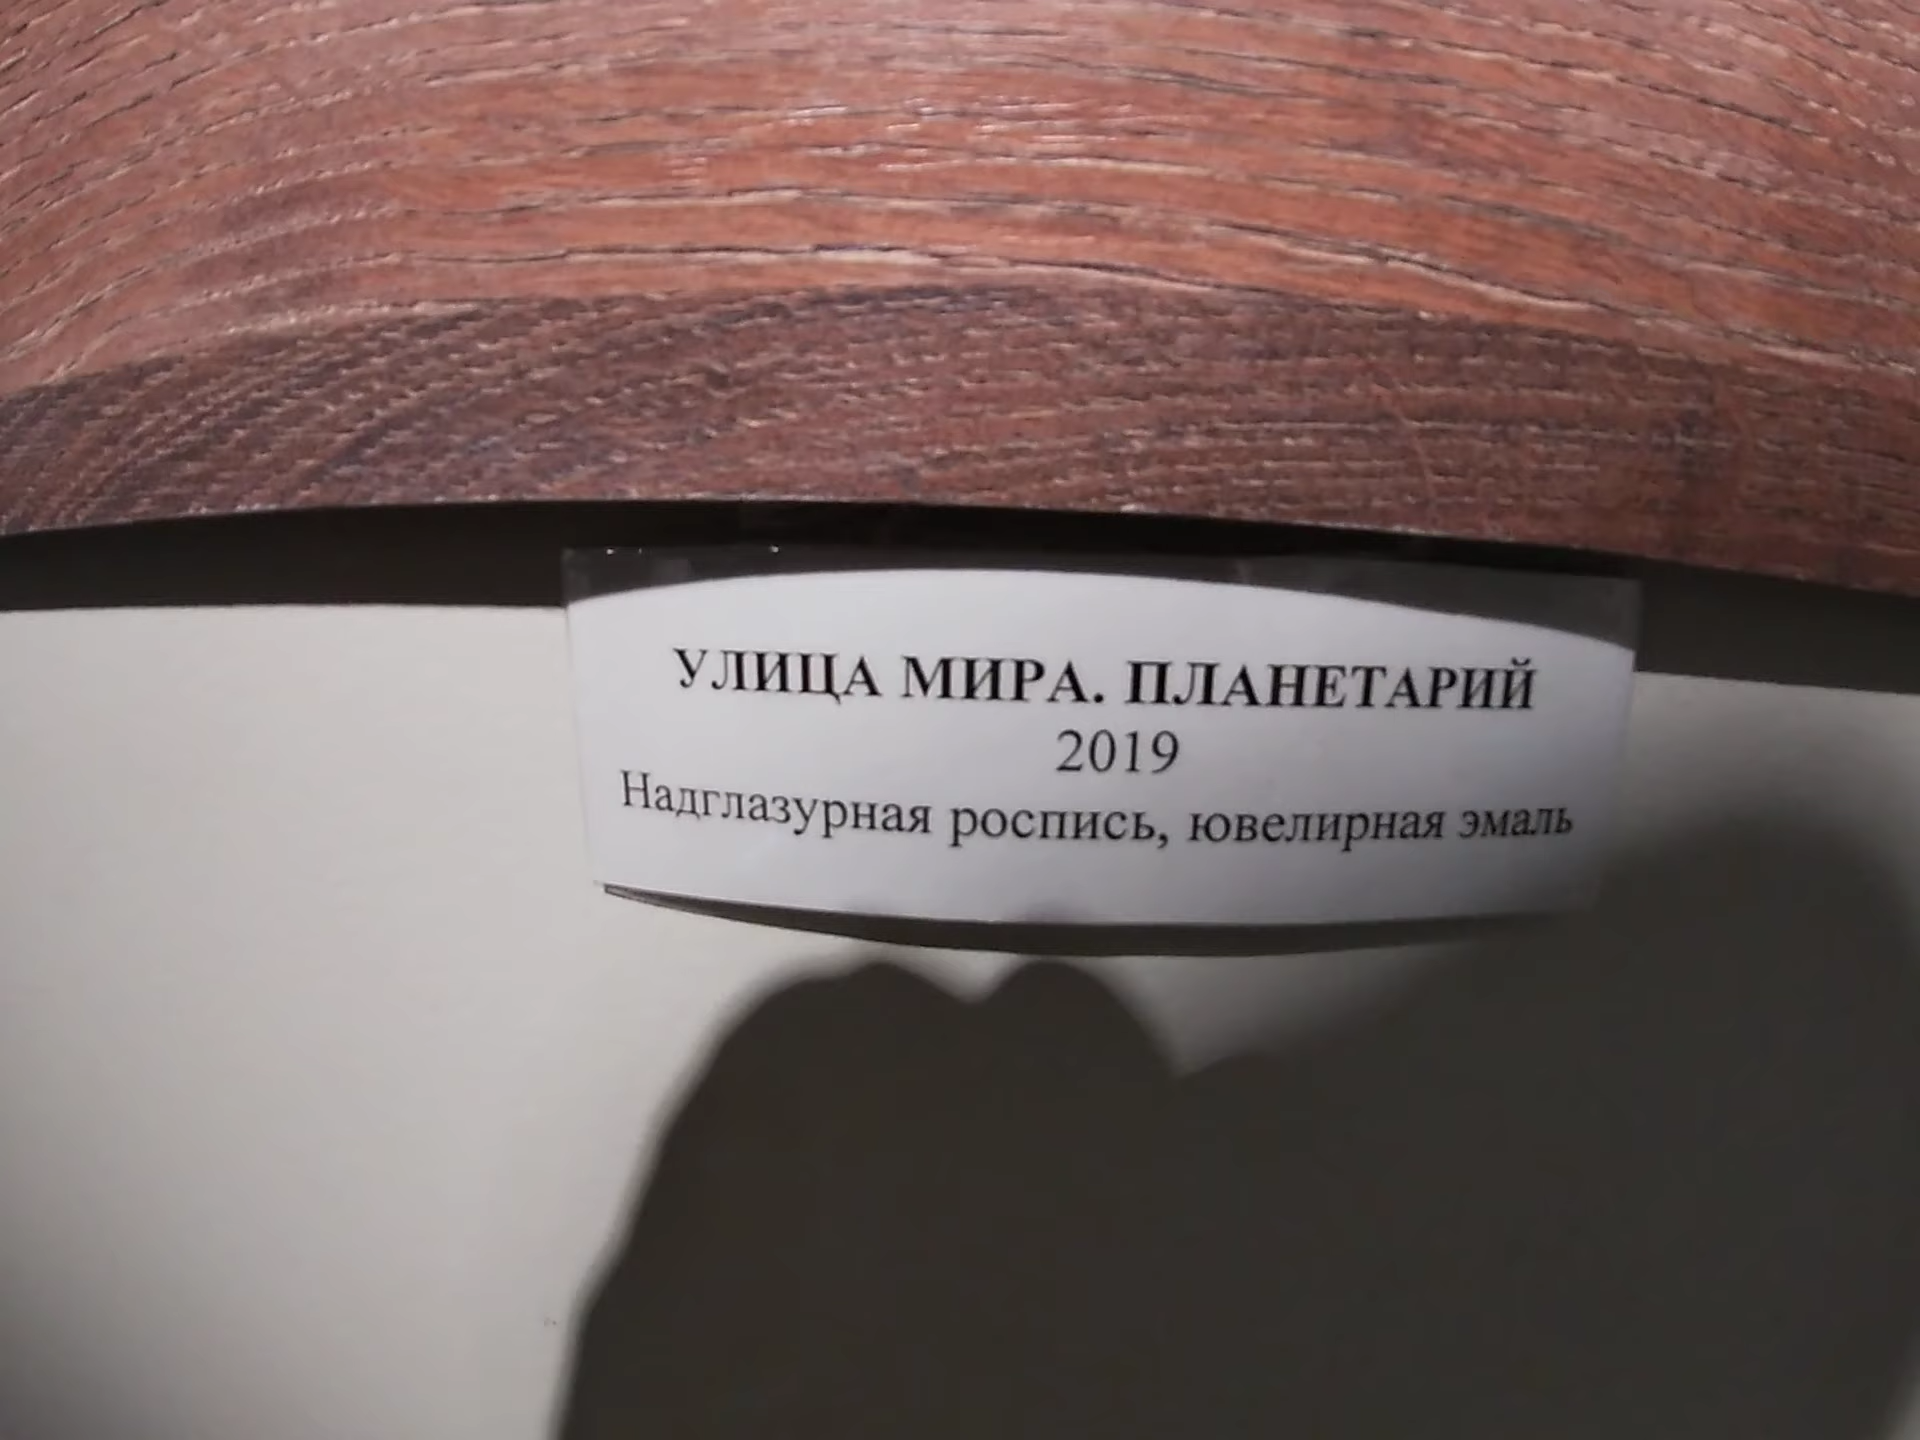 УЛИЦА МИРА. ПЛАНЕТАРИЙ
2019
Надглазурная роспись, ювелирная эмаль